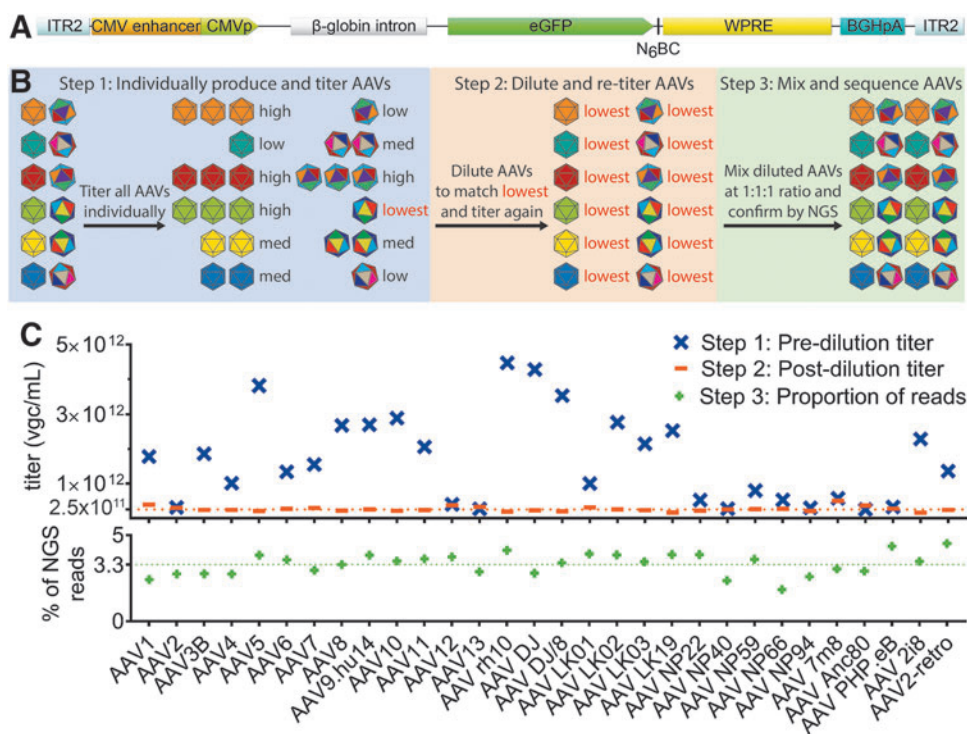 A
ITR2 CMV enhancer CMVp β-globin intron eGFP WPRE BGHpA ITR2
N6BC
B
Step 1: Individually produce and titer AAVs
Titer all AAVs
individually
high low
low med
high high
high lowest
med med
med low
Step 2: Dilute and re-titer AAVs
Dilute AAVs
to match lowest
and titer again
lowest lowest
lowest lowest
lowest lowest
lowest lowest
lowest lowest
lowest lowest
Step 3: Mix and sequence AAVs
Mix diluted AAVs
at 1:1:1 ratio and
confirm by NGS
C
Step 1: Pre-dilution titer
Step 2: Post-dilution titer
Step 3: Proportion of reads
titer (vgc/mL)
5×10^12
3×10^12
1×10^12
2.5×10^11
% of NGS
reads
5
3.3
0
AAV1
AAV2
AAV3B
AAV4
AAV5
AAV6
AAV7
AAV8
AAV9.hu14
AAV10
AAV11
AAV12
AAV13
AAV rh10
AAV DJ
AAV DJ/8
AAV LK01
AAV LK02
AAV LK03
AAV LK19
AAV NP22
AAV NP40
AAV NP59
AAV NP66
AAV NP94
AAV 7m8
AAV Anc80
AAV PHP.eB
AAV 2i8
AAV2-retro